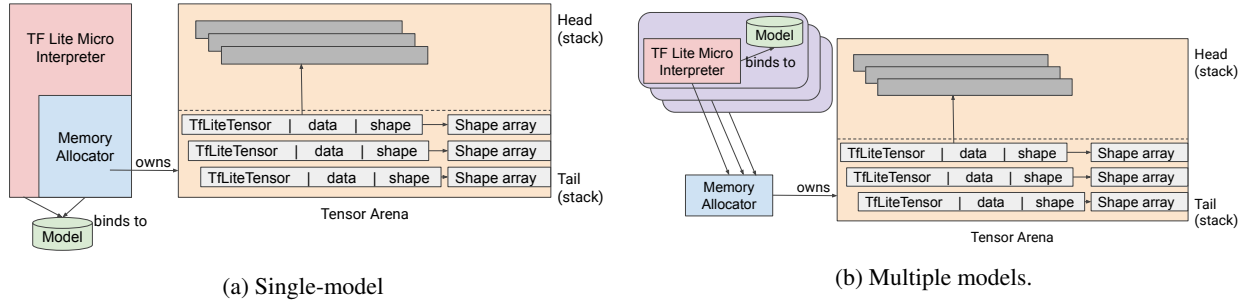 TF Lite Micro
Interpreter
Memory
Allocator
owns
binds to
Model
Head
(stack)
TfLiteTensor | data | shape
Shape array
TfLiteTensor | data | shape
Shape array
TfLiteTensor | data | shape
Shape array
Tail
(stack)
Tensor Arena
(a) Single-model
Model
TF Lite Micro
Interpreter
binds to
Memory
Allocator
owns
Head
(stack)
TfLiteTensor | data | shape
Shape array
TfLiteTensor | data | shape
Shape array
TfLiteTensor | data | shape
Shape array
Tail
(stack)
Tensor Arena
(b) Multiple models.